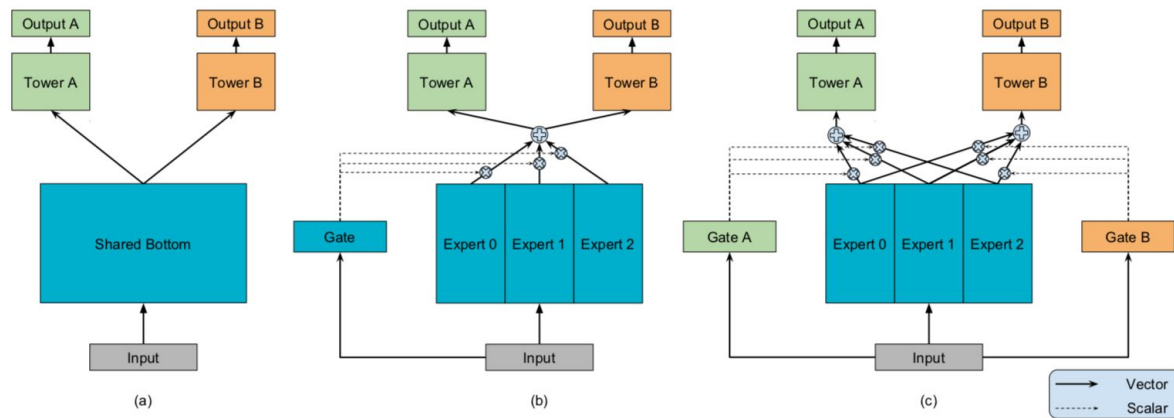 Output A
Output B
Tower A
Tower B
Shared Bottom
Input
(a)
Output A
Output B
Tower A
Tower B
Gate
Expert 0
Expert 1
Expert 2
Input
(b)
Output A
Output B
Tower A
Tower B
Gate A
Expert 0
Expert 1
Expert 2
Gate B
Input
(c)
Vector
Scalar